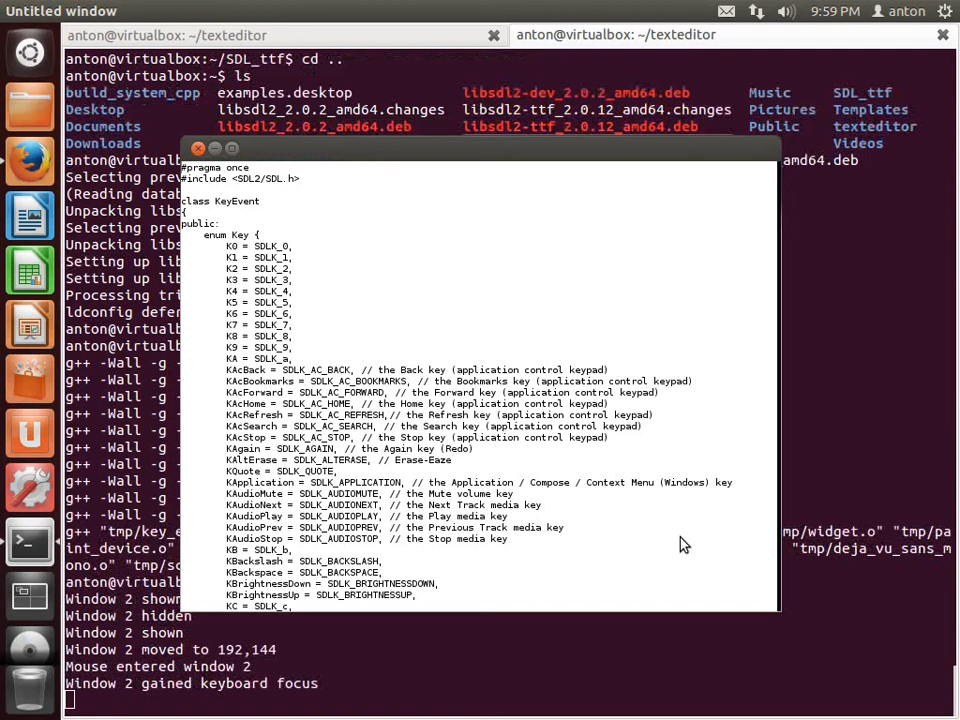 Untitled window
9:59 PM
anton
anton@virtualbox: ~/texteditor
anton@virtualbox: ~/texteditor
anton@virtualbox:~/SDL_ttf$ cd ..
anton@virtualbox:~$ ls
build_system_cpp examples.desktop libsdl2-dev_2.0.2_amd64.deb Music SDL_ttf
Desktop libsdl2_2.0.2_amd64.changes libsdl2-ttf_2.0.12_amd64.changes Pictures Templates
Documents libsdl2_2.0.2_amd64.deb libsdl2-ttf_2.0.12_amd64.deb Public texteditor
Downloads Videos
amd64.deb
Selecting prev
(Reading datab
Unpacking libs
Selecting prev
Unpacking libs
Setting up lib
Setting up lib
Processing tri
ldconfig defer
anton@virtualb
anton@virtualb
g++ -Wall -g -
g++ -Wall -g -
g++ -Wall -g -
g++ -Wall -g -
g++ -Wall -g -
g++ -Wall -g -
g++ -Wall -g -
g++ -Wall -g -
g++ -Wall -g -
g++ -Wall -g -
g++ "tmp/key_e mp/widget.o" "tmp/pa
int_device.o" "tmp/deja_vu_sans_m
ono.o" "tmp/sc
anton@virtualb
Window 2 shown
Window 2 hidden
Window 2 shown
Window 2 moved to 192,144
Mouse entered window 2
Window 2 gained keyboard focus
#pragma once
#include <SDL2/SDL.h>
class KeyEvent
{
public:
enum Key {
K0 = SDLK_0,
K1 = SDLK_1,
K2 = SDLK_2,
K3 = SDLK_3,
K4 = SDLK_4,
K5 = SDLK_5,
K6 = SDLK_6,
K7 = SDLK_7,
K8 = SDLK_8,
K9 = SDLK_9,
KA = SDLK_a,
KAcBack = SDLK_AC_BACK, // the Back key (application control keypad)
KAcBookmarks = SDLK_AC_BOOKMARKS, // the Bookmarks key (application control keypad)
KAcForward = SDLK_AC_FORWARD, // the Forward key (application control keypad)
KAcHome = SDLK_AC_HOME, // the Home key (application control keypad)
KAcRefresh = SDLK_AC_REFRESH,// the Refresh key (application control keypad)
KAcSearch = SDLK_AC_SEARCH, // the Search key (application control keypad)
KAcStop = SDLK_AC_STOP, // the Stop key (application control keypad)
KAgain = SDLK_AGAIN, // the Again key (Redo)
KAltErase = SDLK_ALTERASE, // Erase-Eaze
KQuote = SDLK_QUOTE,
KApplication = SDLK_APPLICATION, // the Application / Compose / Context Menu (Windows) key
KAudioMute = SDLK_AUDIOMUTE, // the Mute volume key
KAudioNext = SDLK_AUDIONEXT, // the Next Track media key
KAudioPlay = SDLK_AUDIOPLAY, // the Play media key
KAudioPrev = SDLK_AUDIOPREV, // the Previous Track media key
KAudioStop = SDLK_AUDIOSTOP, // the Stop media key
KB = SDLK_b,
KBackslash = SDLK_BACKSLASH,
KBackspace = SDLK_BACKSPACE,
KBrightnessDown = SDLK_BRIGHTNESSDOWN,
KBrightnessUp = SDLK_BRIGHTNESSUP,
KC = SDLK_c,